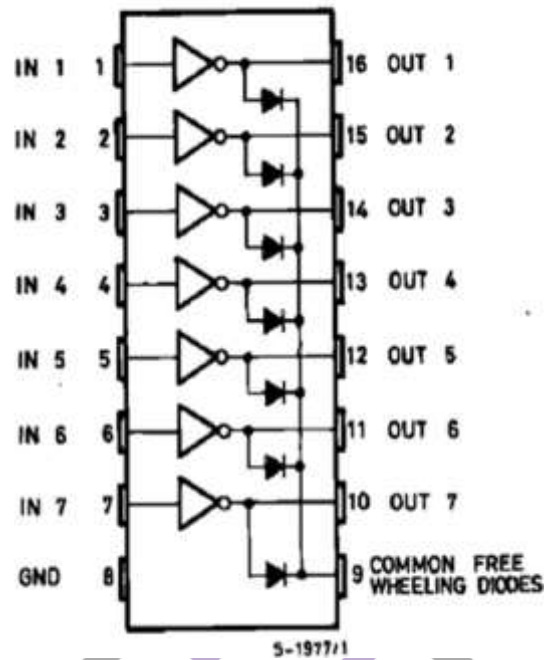 IN 1 1 16 OUT 1
IN 2 2 15 OUT 2
IN 3 3 14 OUT 3
IN 4 4 13 OUT 4
IN 5 5 12 OUT 5
IN 6 6 11 OUT 6
IN 7 7 10 OUT 7
GND 8 9 COMMON FREE
WHEELING DIODES
5-1977/1